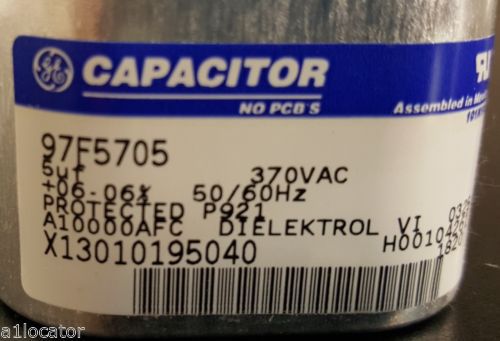 GE CAPACITOR
NO PCB'S
Assembled in
97F5705
5uf 370VAC
+06-06% 50/60Hz
PROTECTED P921
A10000AFC DIELEKTROL VI
X13010195040
a1locator